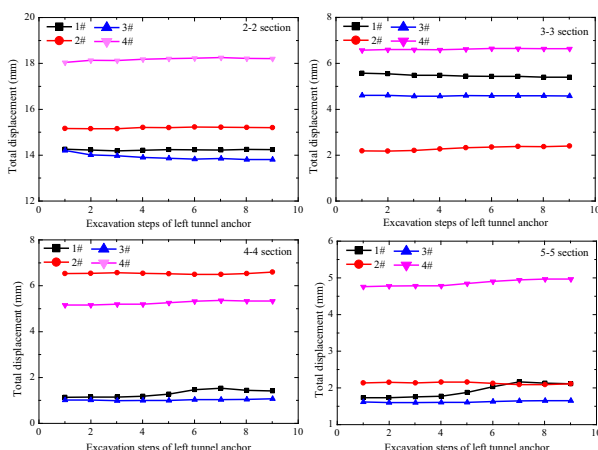 2-2 section
1# 3#
2# 4#
Total displacement (mm)
20
18
16
14
12
0 2 4 6 8 10
Excavation steps of left tunnel anchor
3-3 section
1# 3#
2# 4#
Total displacement (mm)
8
6
4
2
0
0 2 4 6 8 10
Excavation steps of left tunnel anchor
4-4 section
1# 3#
2# 4#
Total displacement (mm)
8
6
4
2
0
0 2 4 6 8 10
Excavation steps of left tunnel anchor
5-5 section
1# 3#
2# 4#
Total displacement (mm)
6
5
4
3
2
1
0 2 4 6 8 10
Excavation steps of left tunnel anchor